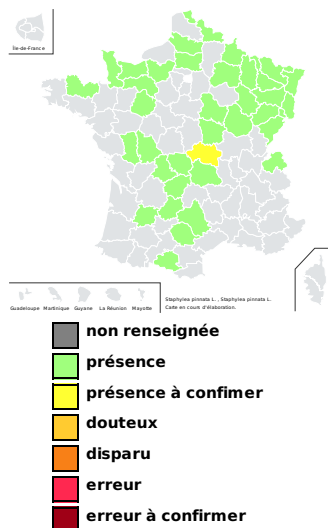 Île-de-France
Guadeloupe Martinique Guyane La Réunion Mayotte
Staphylea pinnata L. , Staphylea pinnata L.
Carte en cours d'élaboration.
non renseignée
présence
présence à confimer
douteux
disparu
erreur
erreur à confirmer